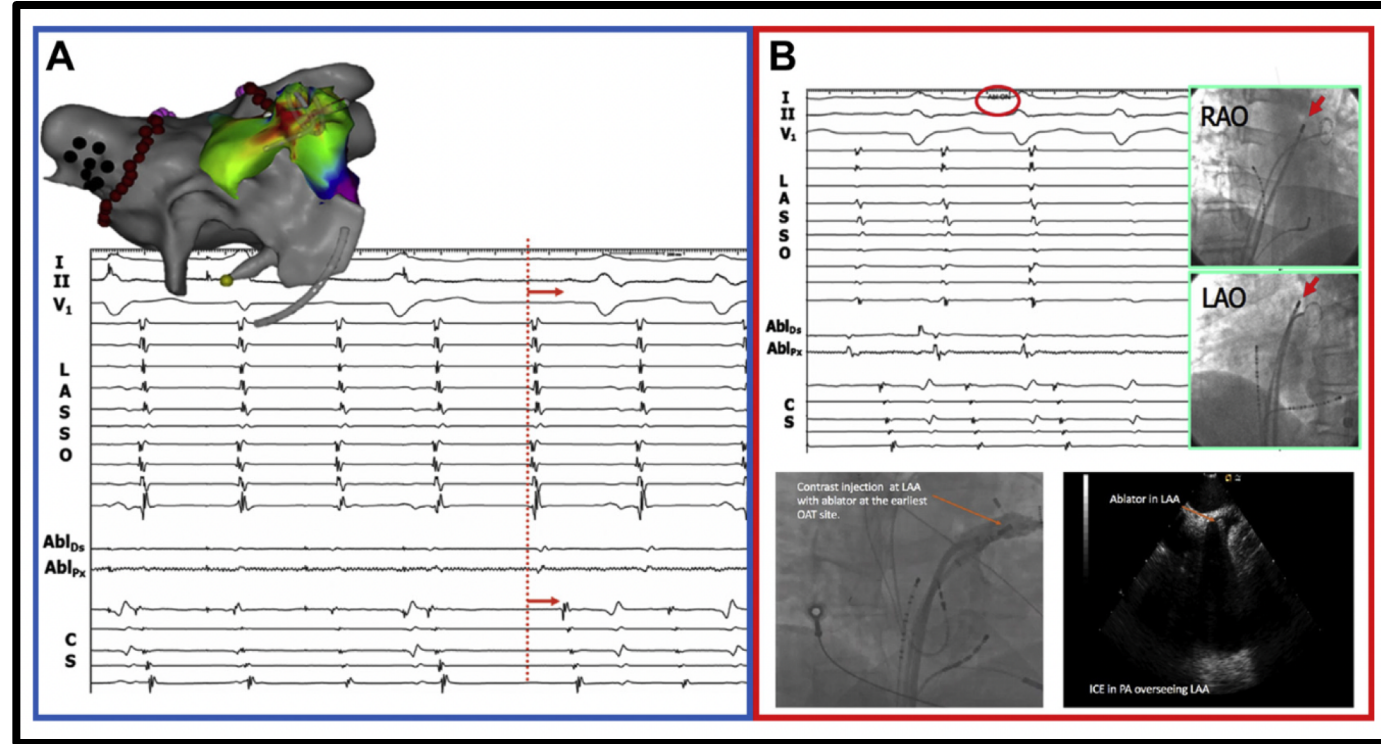 A
I
II
V1
L
A
S
S
O
AblDs
AblPx
C
S
B
I
II
V1
L
A
S
S
O
AblDs
AblPx
C
S
RAO
LAO
Contrast injection at LAA
with ablator at the earliest
OAT site.
Ablator in LAA
ICE in PA overseeing LAA